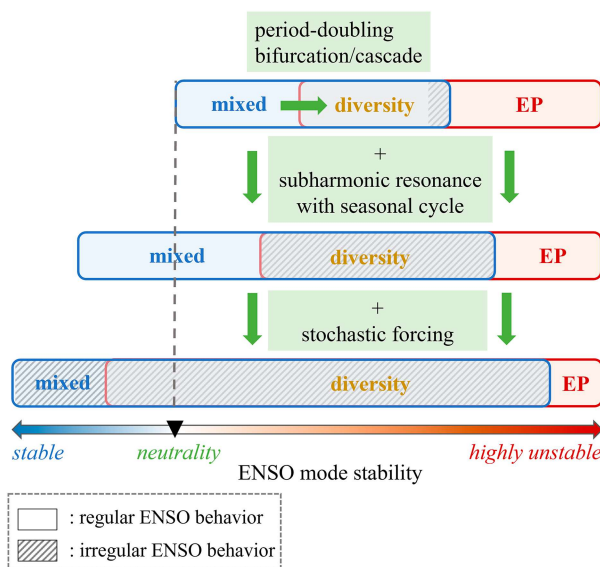 period-doubling
bifurcation/cascade
mixed diversity EP
+
subharmonic resonance
with seasonal cycle
mixed diversity EP
+
stochastic forcing
mixed diversity EP
stable neutrality highly unstable
ENSO mode stability
: regular ENSO behavior
: irregular ENSO behavior